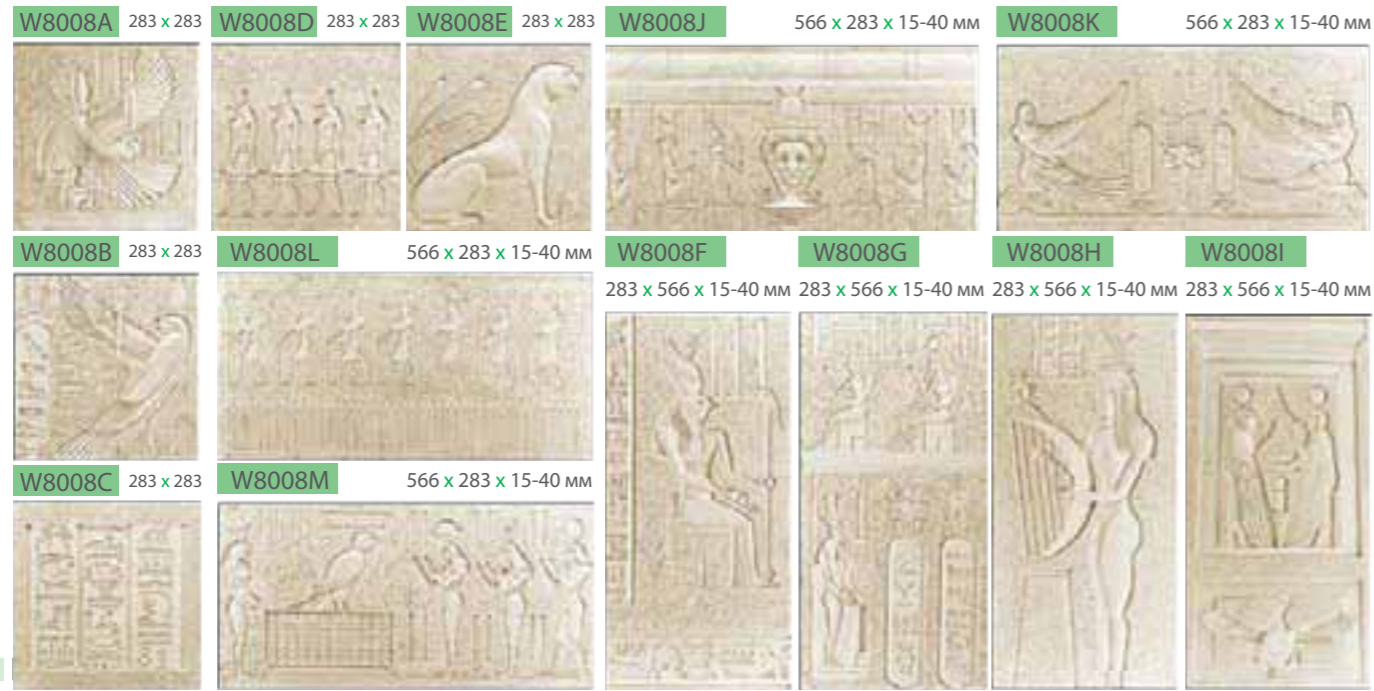 W8008A 283 x 283 W8008D 283 x 283 W8008E 283 x 283 W8008J 566 x 283 x 15-40 мм W8008K 566 x 283 x 15-40 мм
W8008B 283 x 283 W8008L 566 x 283 x 15-40 мм W8008F W8008G W8008H W8008I
283 x 566 x 15-40 мм 283 x 566 x 15-40 мм 283 x 566 x 15-40 мм 283 x 566 x 15-40 мм
W8008C 283 x 283 W8008M 566 x 283 x 15-40 мм